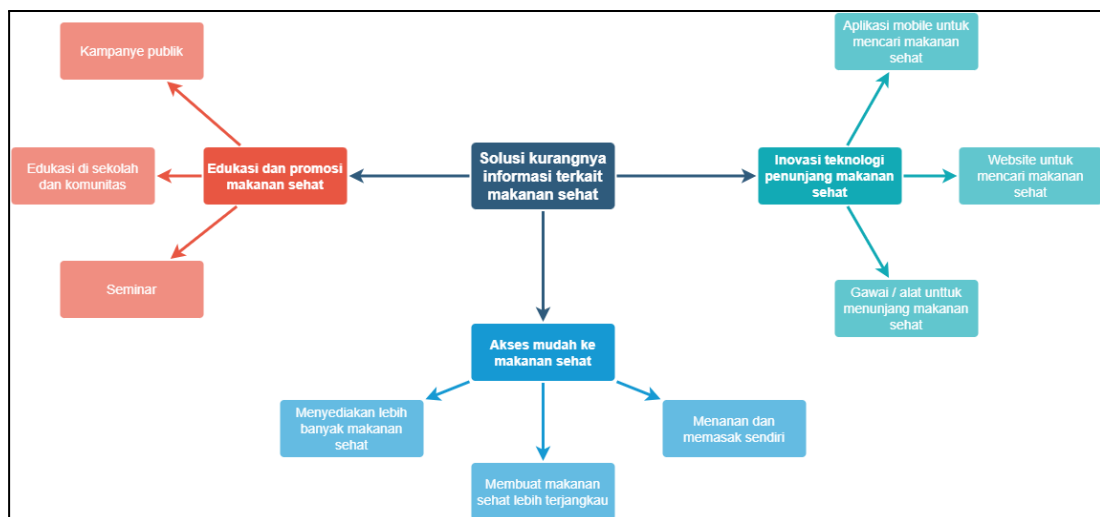 Kampanye publik
Edukasi di sekolah
dan komunitas
Seminar
Edukasi dan promosi
makanan sehat
Solusi kurangnya
informasi terkait
makanan sehat
Inovasi teknologi
penunjang makanan
sehat
Aplikasi mobile untuk
mencari makanan
sehat
Website untuk
mencari makanan
sehat
Gawai / alat unttuk
menunjang makanan
sehat
Akses mudah ke
makanan sehat
Menyediakan lebih
banyak makanan
sehat
Membuat makanan
sehat lebih terjangkau
Menanan dan
memasak sendiri